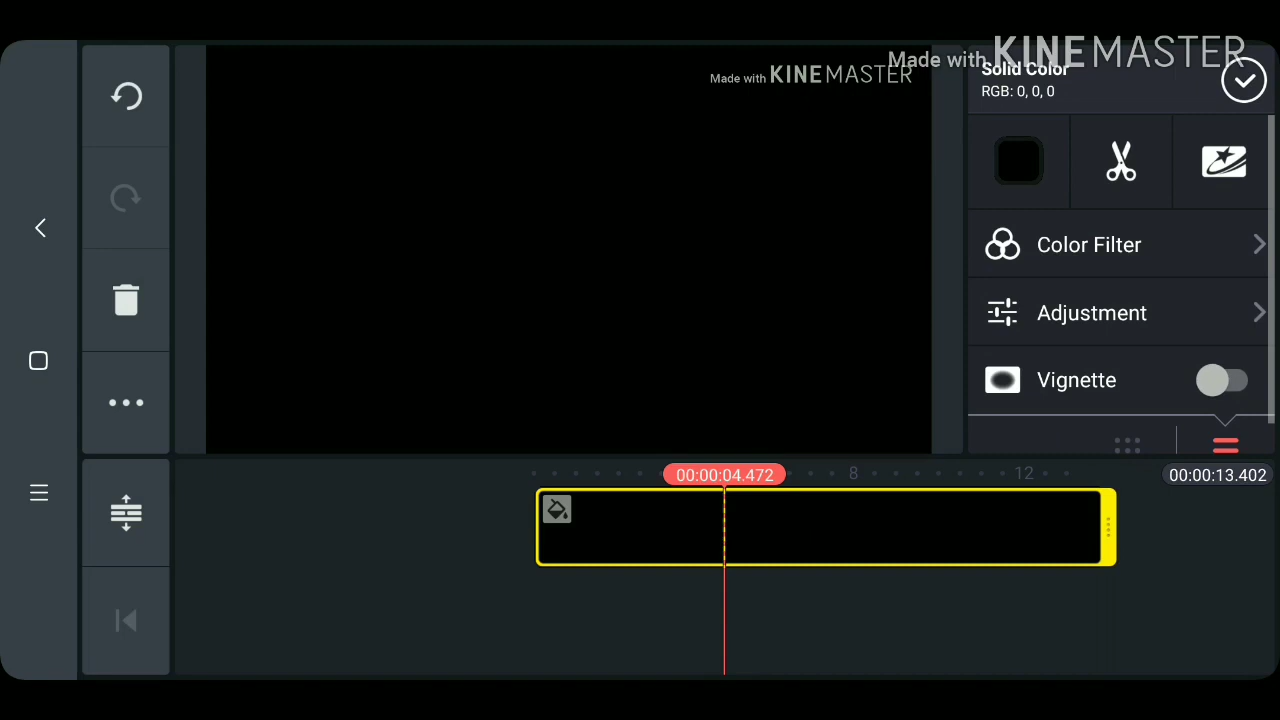 Made with KINEMASTER
Made with KINEMASTER
Solid Color
RGB: 0, 0, 0
Color Filter
Adjustment
Vignette
00:00:04.472
8
12
00:00:13.402